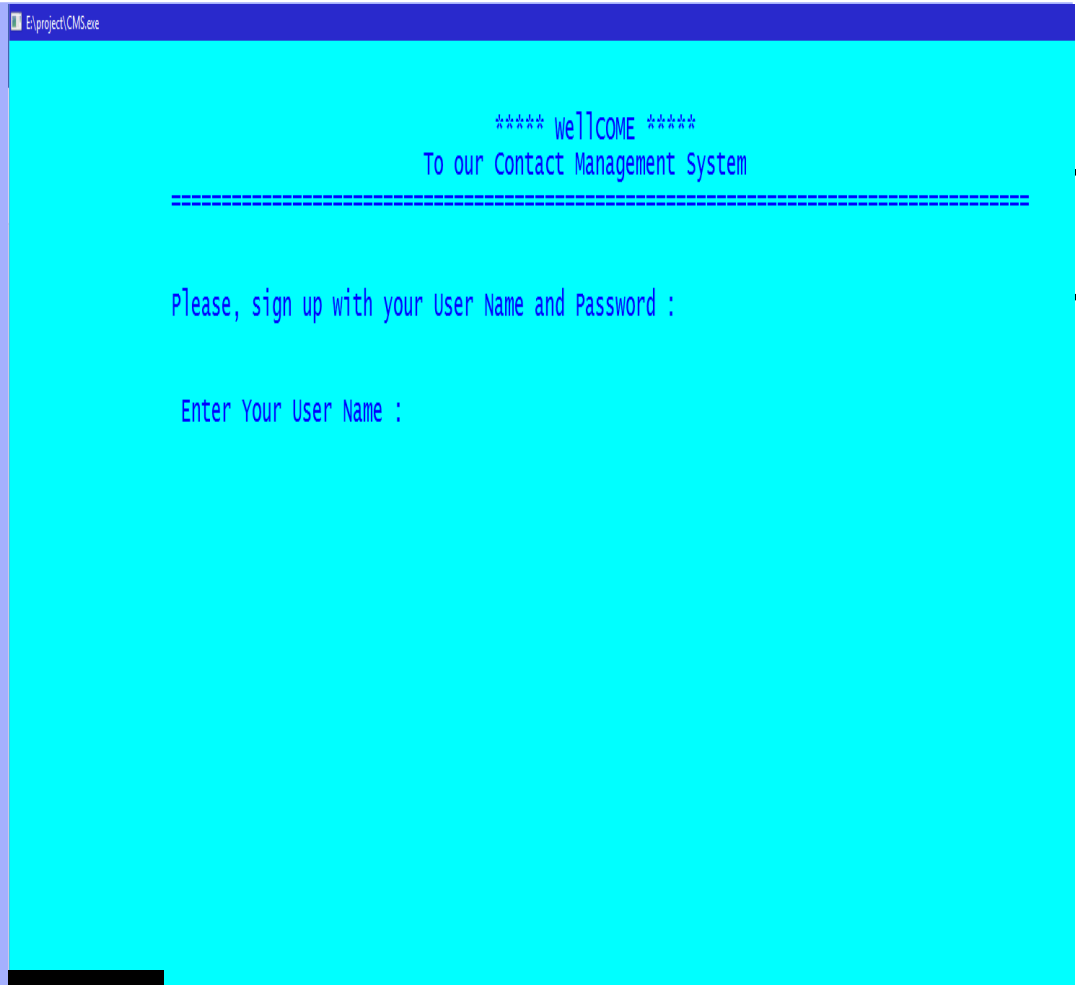 E:\project\CMS.exe
***** WellCOME *****
To our Contact Management System
=====================================================================================
Please, sign up with your User Name and Password :
Enter Your User Name :